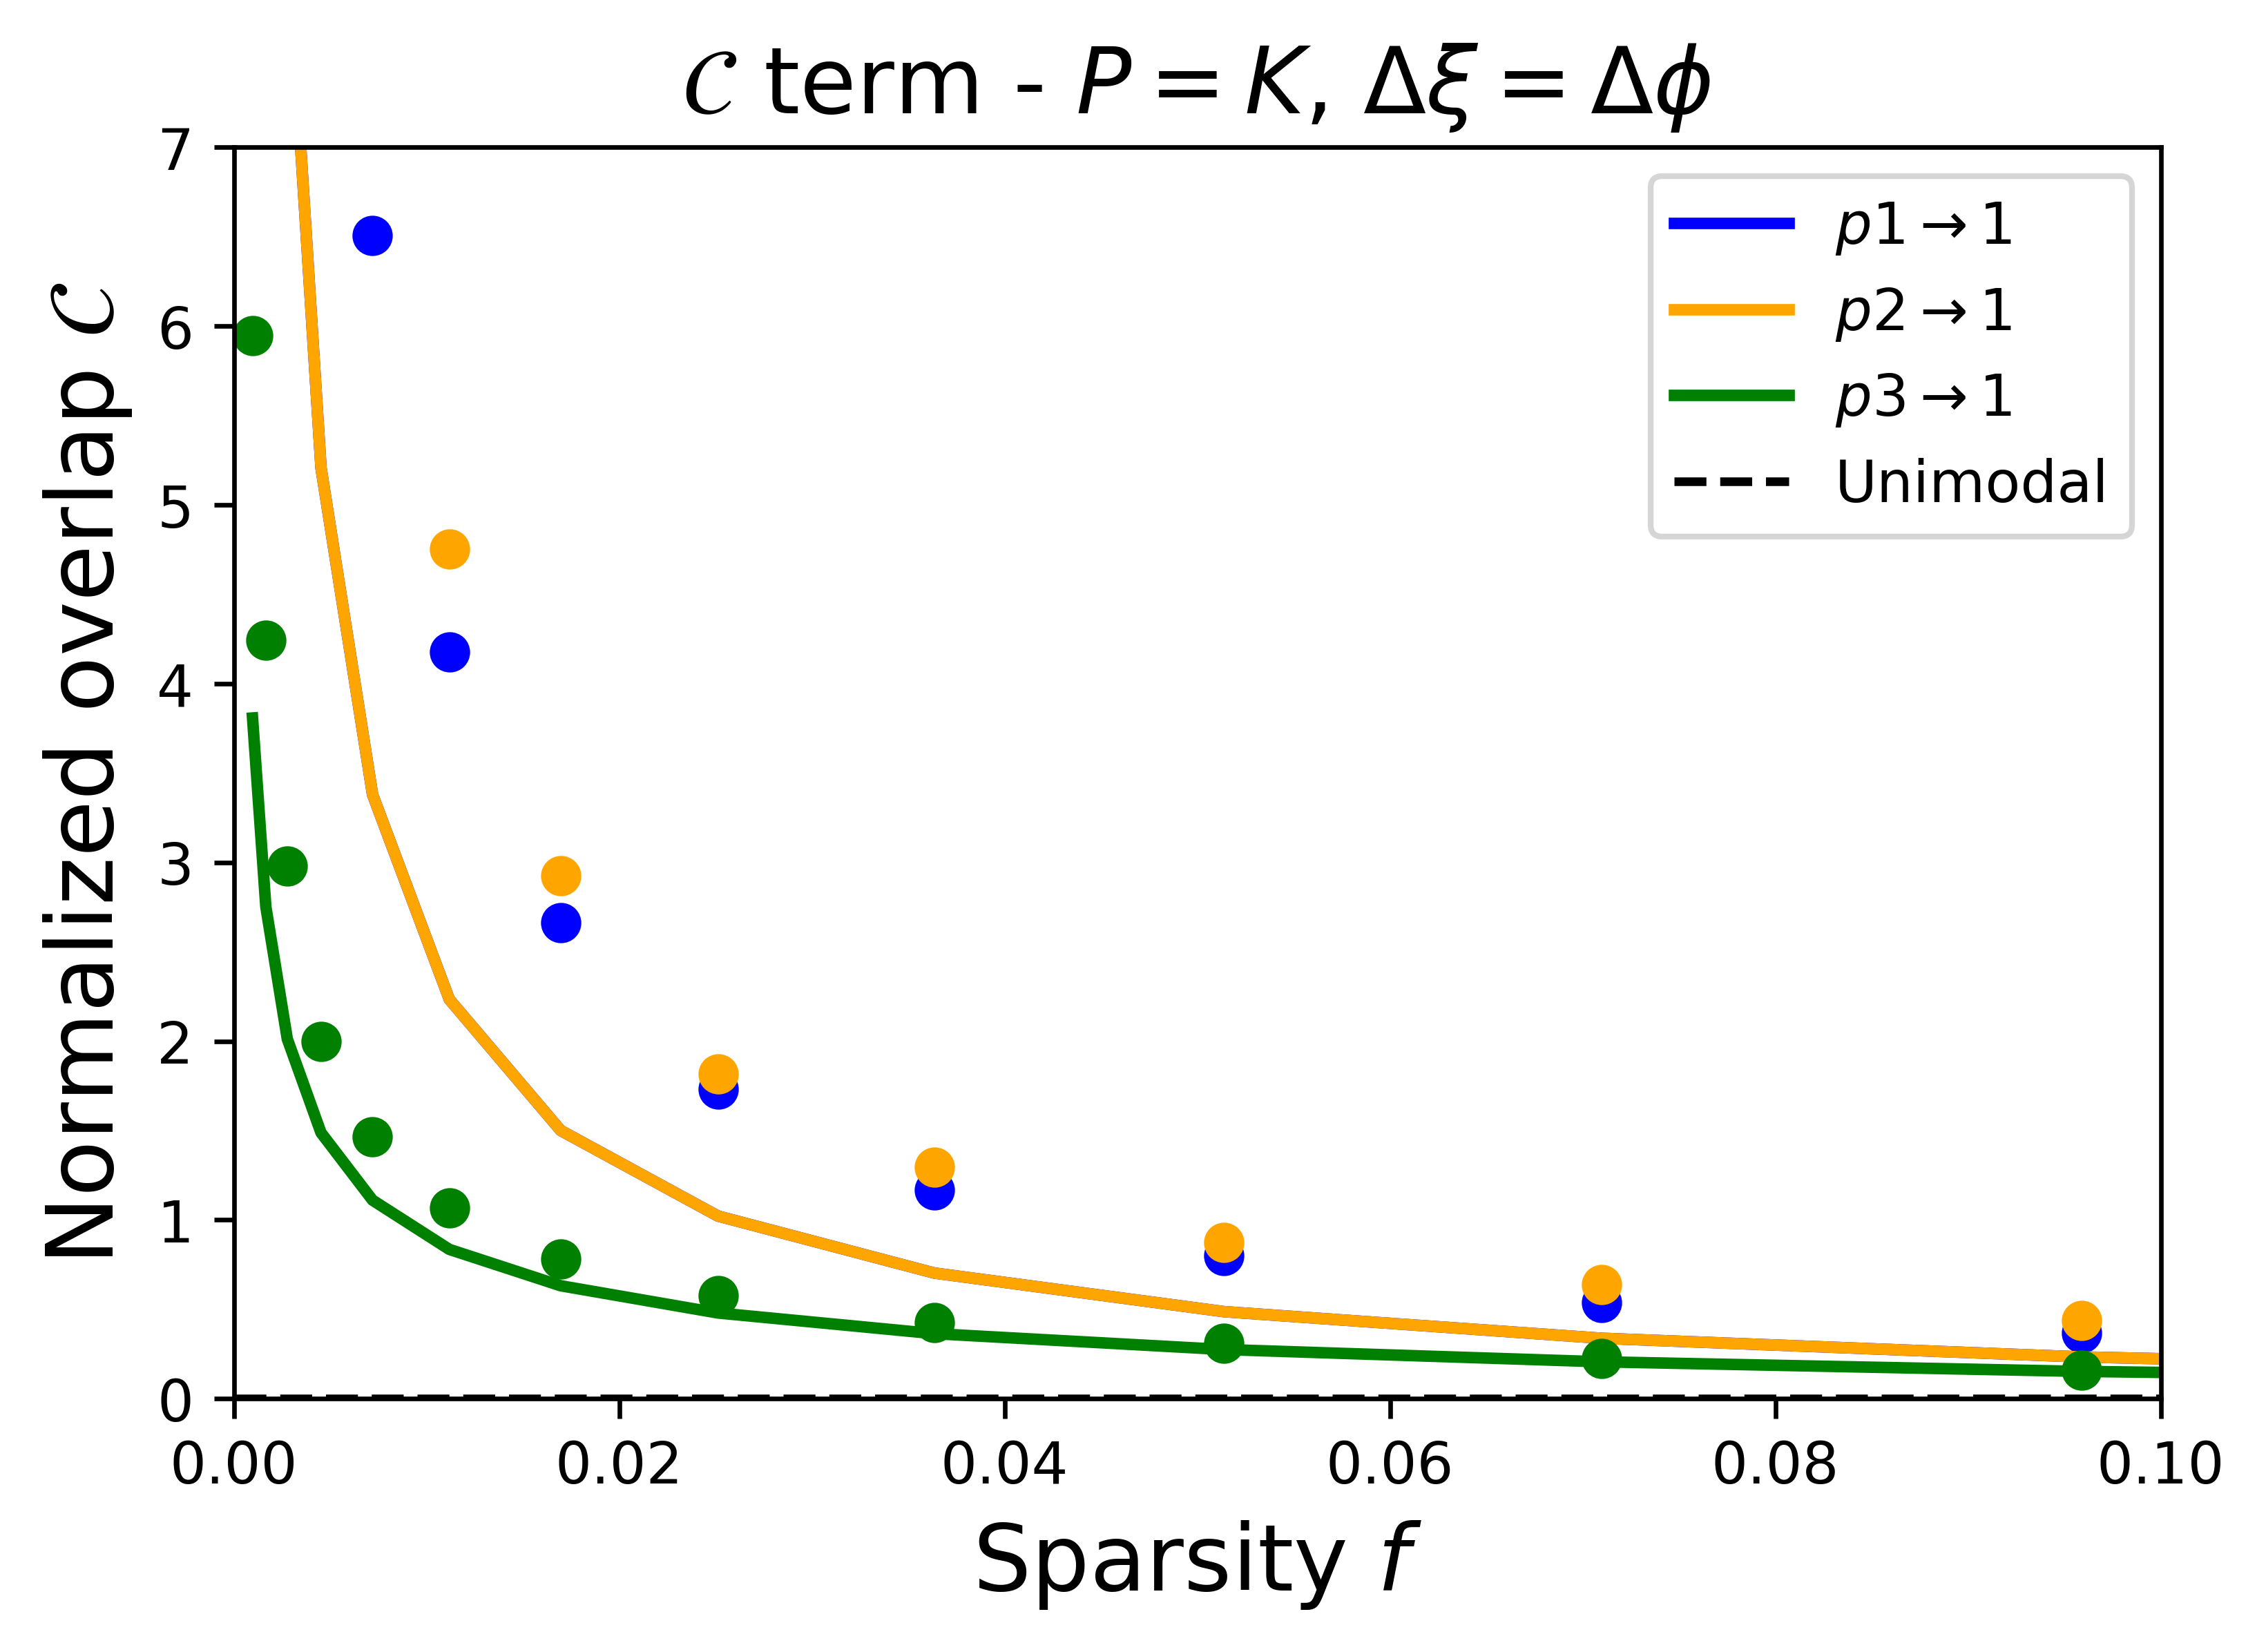 𝒞 term - P = K, Δξ = Δϕ
Normalized overlap 𝒞
7
6
5
4
3
2
1
0
p1 → 1
p2 → 1
p3 → 1
Unimodal
0.00 0.02 0.04 0.06 0.08 0.10
Sparsity f